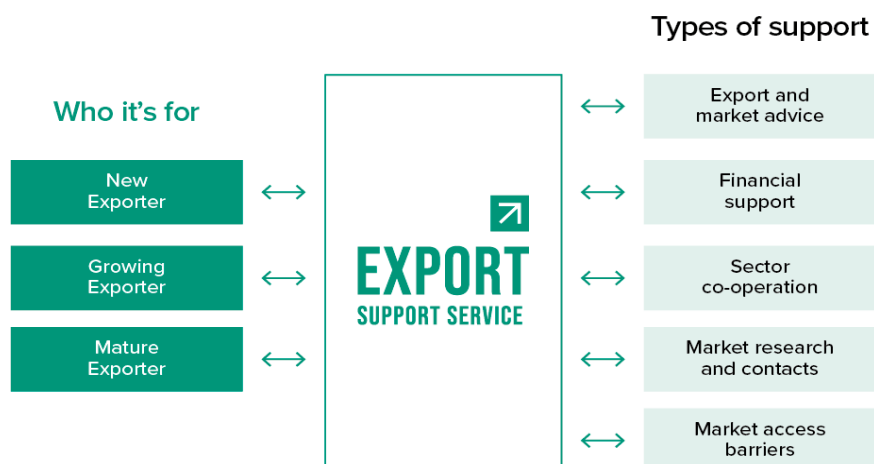 Types of support
Who it's for
New
Exporter
Growing
Exporter
Mature
Exporter
EXPORT
SUPPORT SERVICE
Export and
market advice
Financial
support
Sector
co-operation
Market research
and contacts
Market access
barriers